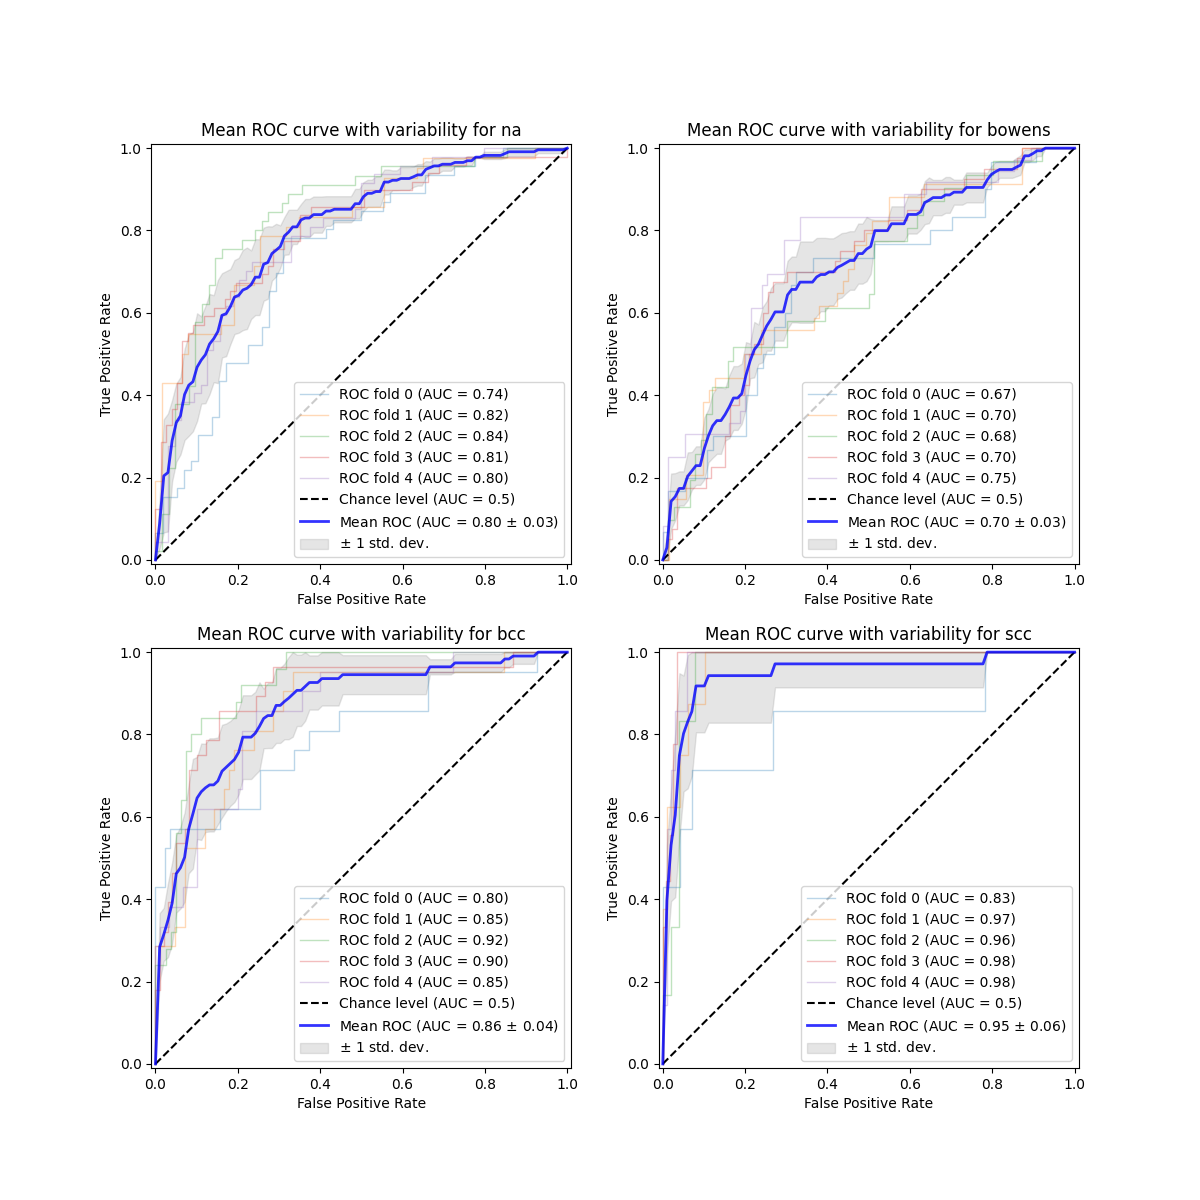 Mean ROC curve with variability for na
1.0
0.8
0.6
0.4
0.2
0.0
True Positive Rate
ROC fold 0 (AUC = 0.74)
ROC fold 1 (AUC = 0.82)
ROC fold 2 (AUC = 0.84)
ROC fold 3 (AUC = 0.81)
ROC fold 4 (AUC = 0.80)
Chance level (AUC = 0.5)
Mean ROC (AUC = 0.80 ± 0.03)
± 1 std. dev.
0.0 0.2 0.4 0.6 0.8 1.0
False Positive Rate
Mean ROC curve with variability for bowens
1.0
0.8
0.6
0.4
0.2
0.0
True Positive Rate
ROC fold 0 (AUC = 0.67)
ROC fold 1 (AUC = 0.70)
ROC fold 2 (AUC = 0.68)
ROC fold 3 (AUC = 0.70)
ROC fold 4 (AUC = 0.75)
Chance level (AUC = 0.5)
Mean ROC (AUC = 0.70 ± 0.03)
± 1 std. dev.
0.0 0.2 0.4 0.6 0.8 1.0
False Positive Rate
Mean ROC curve with variability for bcc
1.0
0.8
0.6
0.4
0.2
0.0
True Positive Rate
ROC fold 0 (AUC = 0.80)
ROC fold 1 (AUC = 0.85)
ROC fold 2 (AUC = 0.92)
ROC fold 3 (AUC = 0.90)
ROC fold 4 (AUC = 0.85)
Chance level (AUC = 0.5)
Mean ROC (AUC = 0.86 ± 0.04)
± 1 std. dev.
0.0 0.2 0.4 0.6 0.8 1.0
False Positive Rate
Mean ROC curve with variability for scc
1.0
0.8
0.6
0.4
0.2
0.0
True Positive Rate
ROC fold 0 (AUC = 0.83)
ROC fold 1 (AUC = 0.97)
ROC fold 2 (AUC = 0.96)
ROC fold 3 (AUC = 0.98)
ROC fold 4 (AUC = 0.98)
Chance level (AUC = 0.5)
Mean ROC (AUC = 0.95 ± 0.06)
± 1 std. dev.
0.0 0.2 0.4 0.6 0.8 1.0
False Positive Rate